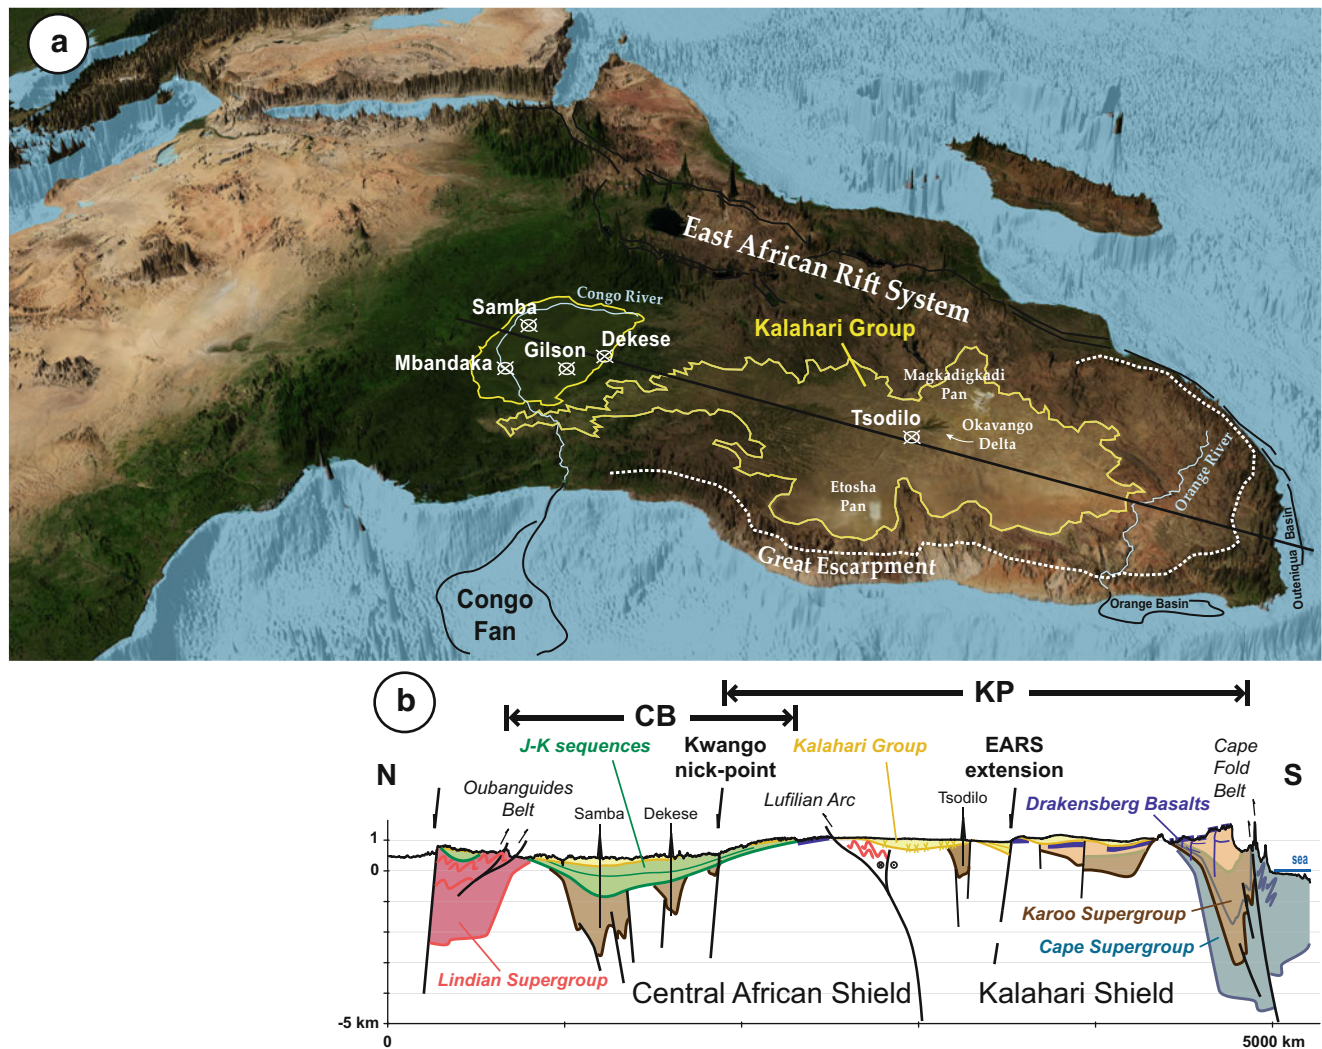 a
East African Rift System
Congo River
Samba
Kalahari Group
Gilson
Dekese
Mbandaka
Magkadigkadi
Pan
Tsodilo
Okavango
Delta
Orange River
Etosha
Pan
Great Escarpment
Outeniqua Basin
Congo
Fan
Orange Basin
b
KP
CB
J-K sequences
Kwango
nick-point
Kalahari Group
EARS
extension
Cape
Fold
Belt
N
S
Oubanguides
Belt
Samba
Dekese
Lufilian Arc
Tsodilo
Drakensberg Basalts
1
0
sea
Karoo Supergroup
Cape Supergroup
Lindian Supergroup
Central African Shield
Kalahari Shield
-5 km
0
5000 km